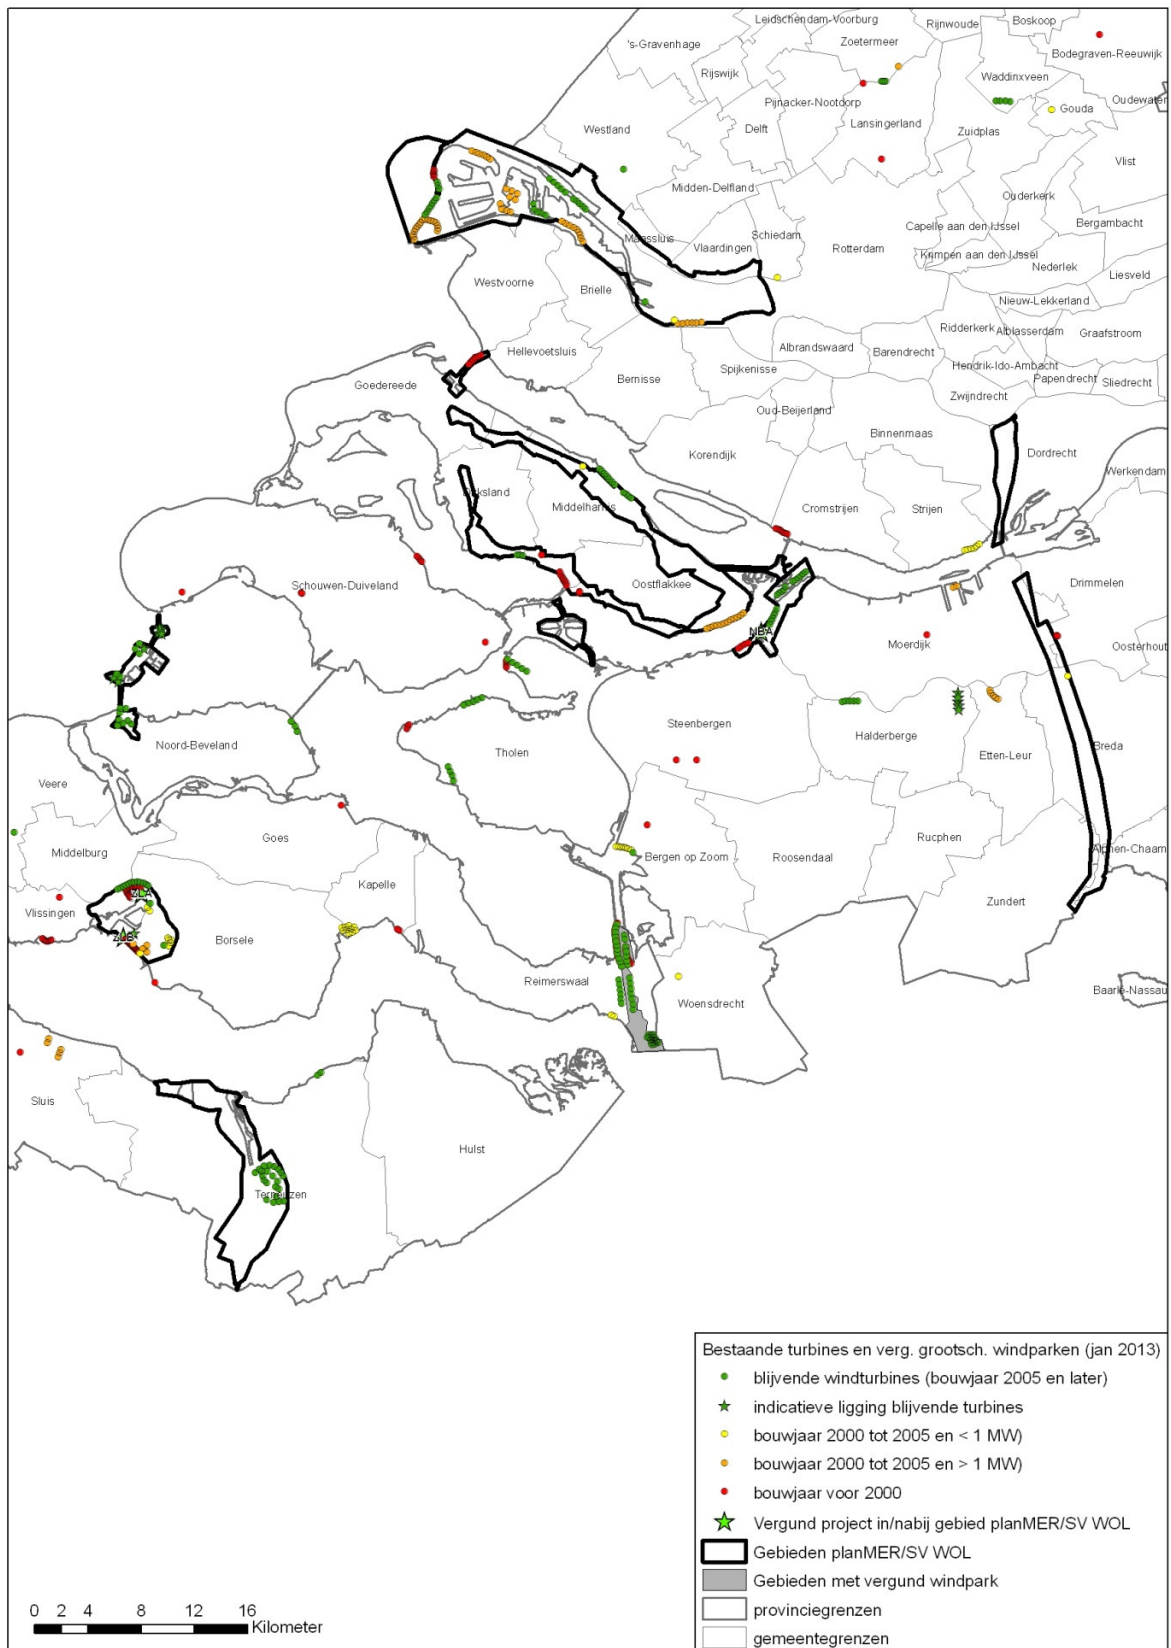 Leidschendam-Voorburg
Rijnwoude
Boskoop
's-Gravenhage
Zoetermeer
Bodegraven-Reeuwijk
Rijswijk
Waddinxveen
Pijnacker-Nootdorp
Gouda
Oudewater
Westland
Delft
Lansingerland
Zuidplas
Vlist
Midden-Delfland
Ouderkerk
Bergambacht
Maassluis
Schiedam
Capelle aan den IJssel
Vlaardingen
Rotterdam
Krimpen aan den IJssel
Nederlek
Liesveld
Westvoorne
Brielle
Nieuw-Lekkerland
Ridderkerk
Alblasserdam
Graafstroom
Hellevoetsluis
Albrandswaard
Barendrecht
Hendrik-Ido-Ambacht
Goedereede
Bernisse
Spijkenisse
Papendrecht
Sliedrecht
Zwijndrecht
Oud-Beijerland
Binnenmaas
Korendijk
Dordrecht
Werkendam
Dirksland
Middelharnis
Cromstrijen
Strijen
Schouwen-Duiveland
Oostflakkee
Drimmelen
NBA
Moerdijk
Oosterhout
Steenbergen
Halderberge
Noord-Beveland
Tholen
Etten-Leur
Breda
Veere
Goes
Rucphen
Middelburg
Bergen op Zoom
Roosendaal
Alphen-Chaam
Kapelle
ZLA
Zundert
Vlissingen
ZLB
Borsele
Reimerswaal
Woensdrecht
Baarle-Nassau
Sluis
Hulst
Terneuzen
Bestaande turbines en verg. grootsch. windparken (jan 2013)
blijvende windturbines (bouwjaar 2005 en later)
indicatieve ligging blijvende turbines
bouwjaar 2000 tot 2005 en < 1 MW)
bouwjaar 2000 tot 2005 en > 1 MW)
bouwjaar voor 2000
Vergund project in/nabij gebied planMER/SV WOL
Gebieden planMER/SV WOL
Gebieden met vergund windpark
provinciegrenzen
gemeentegrenzen
0 2 4 8 12 16
Kilometer